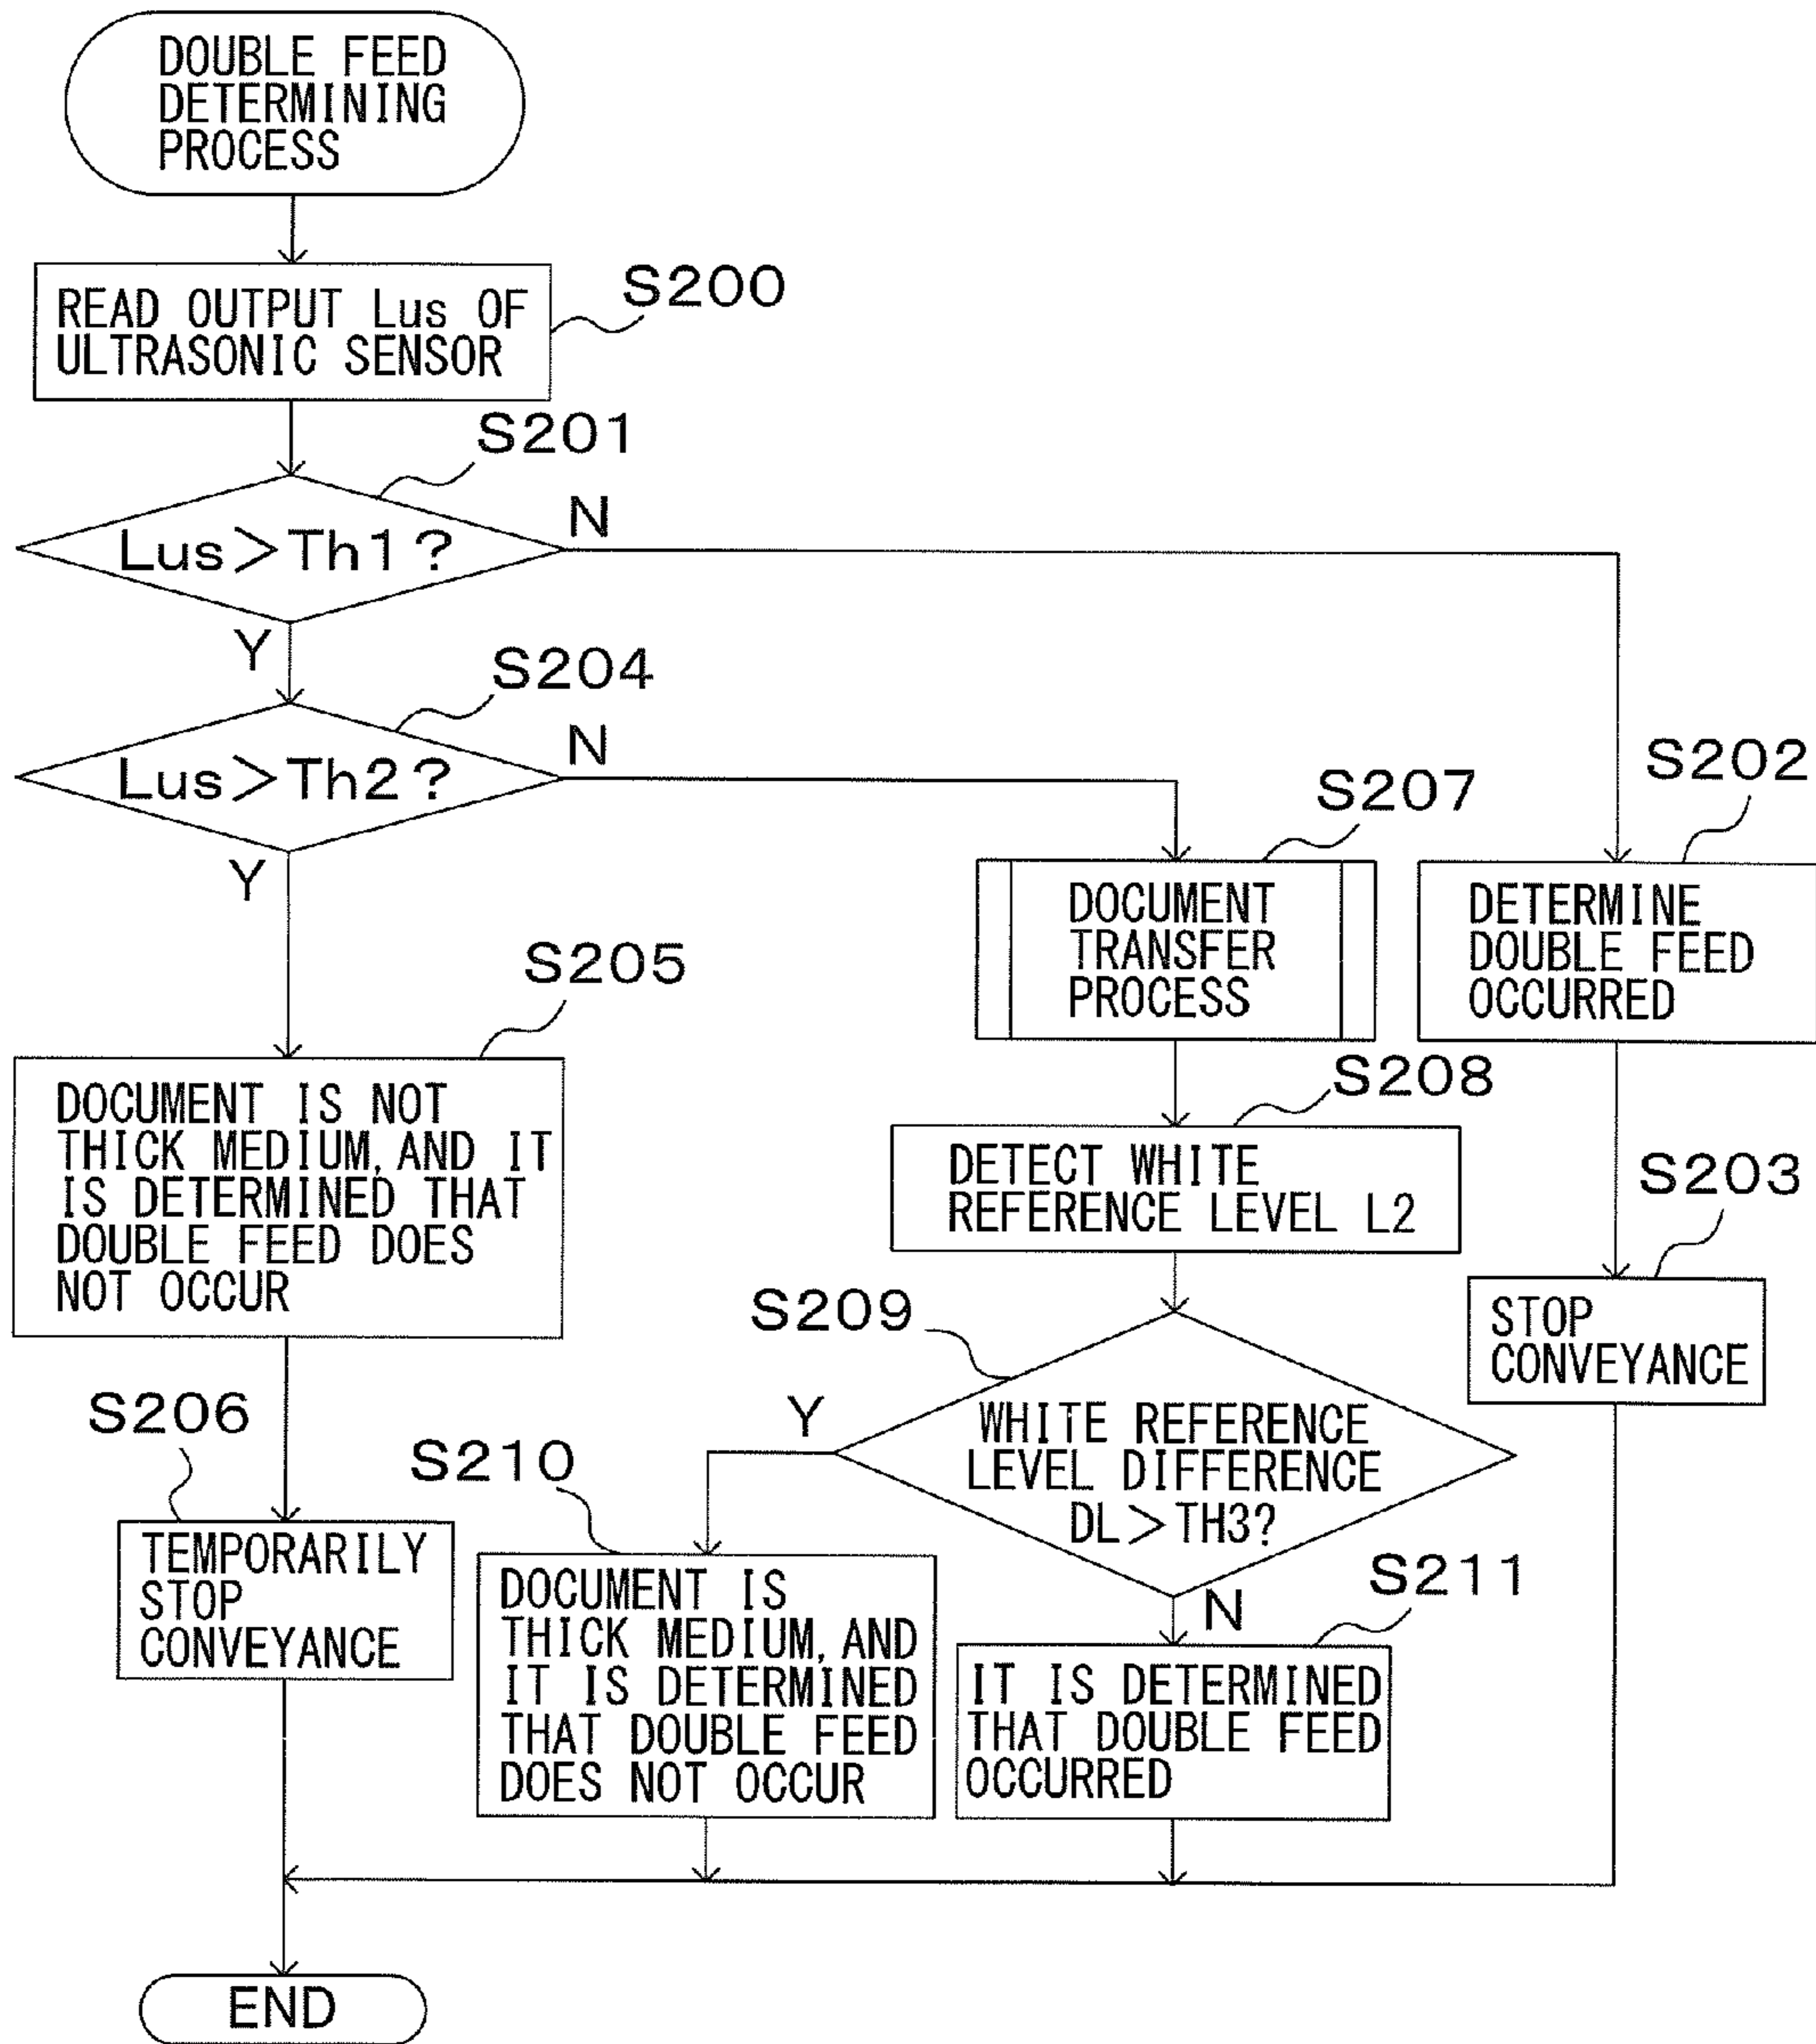 DOUBLE FEED
DETERMINING
PROCESS
S200
READ OUTPUT Lus OF
ULTRASONIC SENSOR
S201
Lus>Th1?
N
Y
S204
Lus>Th2?
N
Y
S202
DETERMINE
DOUBLE FEED
OCCURRED
S207
DOCUMENT
TRANSFER
PROCESS
S205
DOCUMENT IS NOT
THICK MEDIUM, AND IT
IS DETERMINED THAT
DOUBLE FEED DOES
NOT OCCUR
S208
DETECT WHITE
REFERENCE LEVEL L2
S203
STOP
CONVEYANCE
S209
WHITE REFERENCE
LEVEL DIFFERENCE
DL>TH3?
Y
N
S206
TEMPORARILY
STOP
CONVEYANCE
S210
DOCUMENT IS
THICK MEDIUM, AND
IT IS DETERMINED
THAT DOUBLE FEED
DOES NOT OCCUR
S211
IT IS DETERMINED
THAT DOUBLE FEED
OCCURRED
END